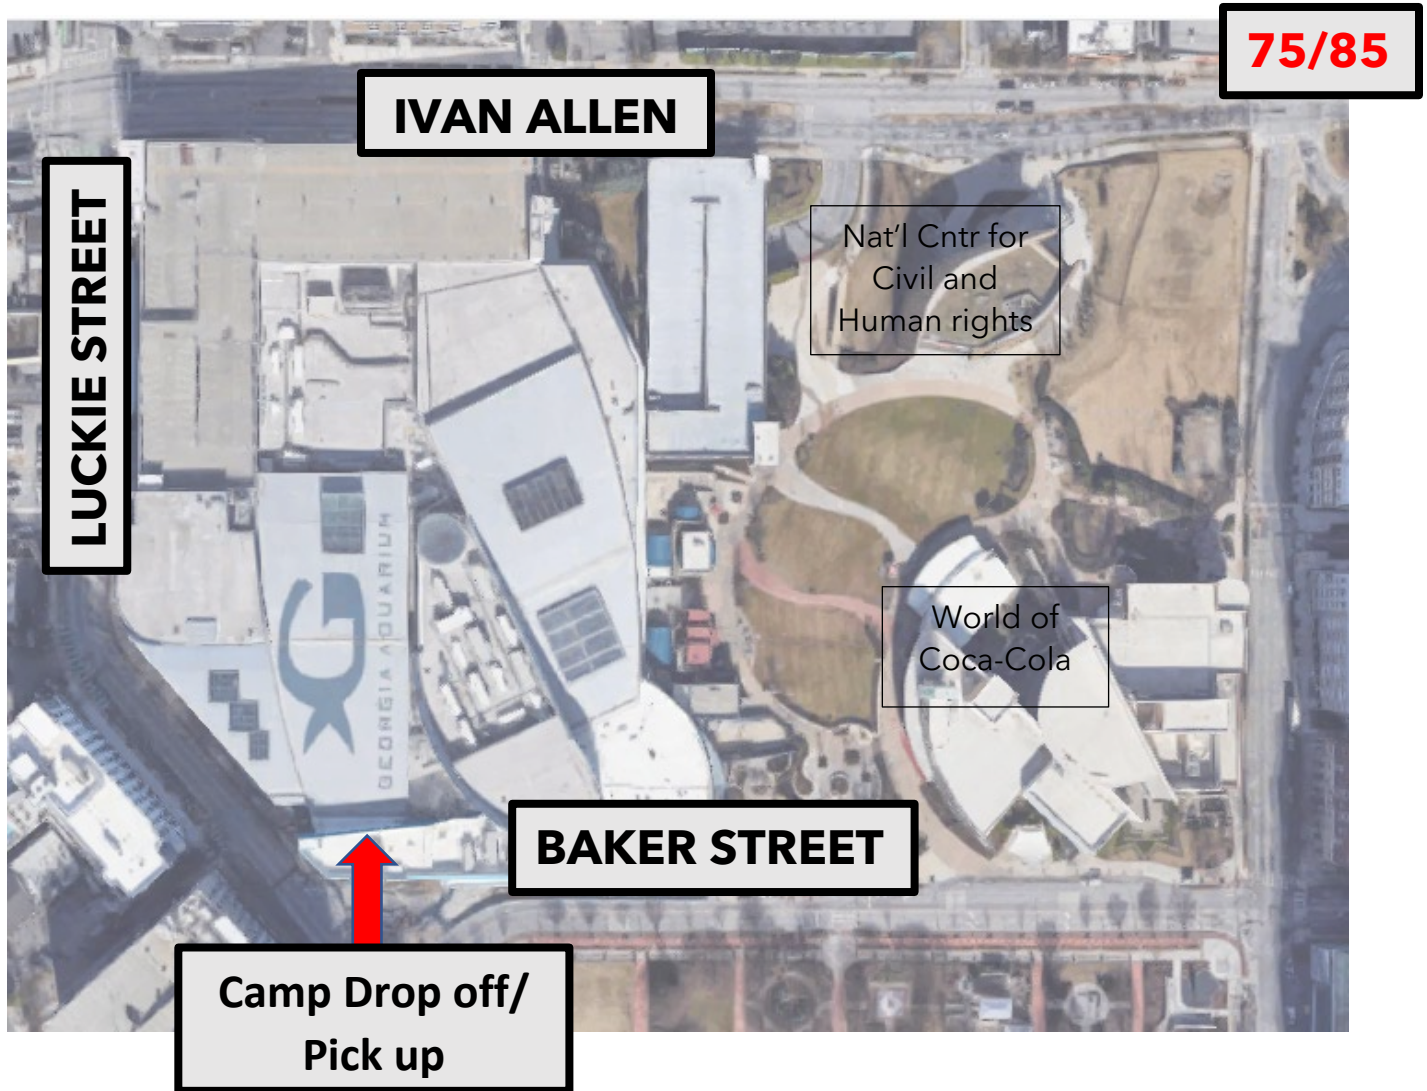 75/85
IVAN ALLEN
LUCKIE STREET
Nat'l Cntr for
Civil and
Human rights
G
GEORGIA AQUARIUM
World of
Coca-Cola
BAKER STREET
Camp Drop off/
Pick up